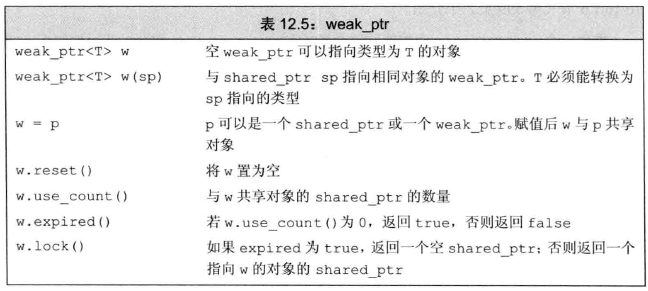 表 12.5：weak_ptr
weak_ptr<T> w 空 weak_ptr 可以指向类型为 T 的对象
weak_ptr<T> w(sp) 与 shared_ptr sp 指向相同对象的 weak_ptr。T 必须能转换为
sp 指向的类型
w = p p 可以是一个 shared_ptr 或一个 weak_ptr。赋值后 w 与 p 共享
对象
w.reset() 将 w 置为空
w.use_count() 与 w 共享对象的 shared_ptr 的数量
w.expired() 若 w.use_count()为 0，返回 true，否则返回 false
w.lock() 如果 expired 为 true，返回一个空 shared_ptr；否则返回一个
指向 w 的对象的 shared_ptr